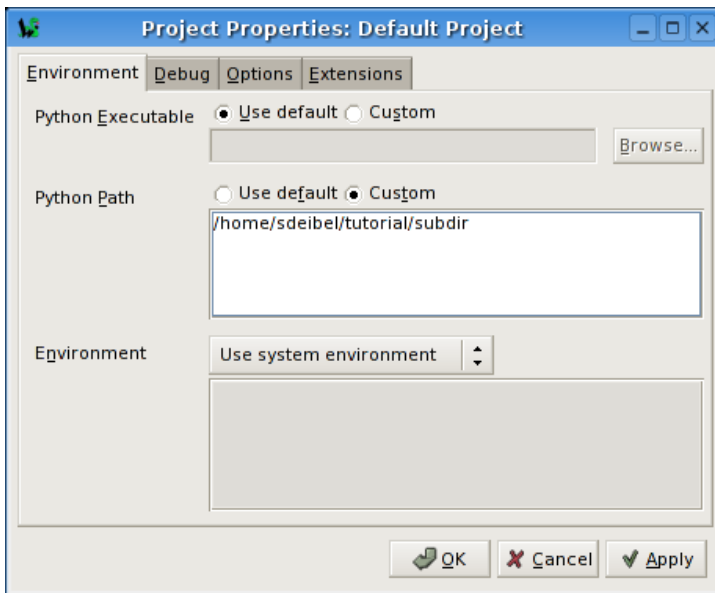 Project Properties: Default Project
Environment Debug Options Extensions
Python Executable Use default Custom
Browse...
Python Path Use default Custom
/home/sdeibel/tutorial/subdir
Environment Use system environment
OK Cancel Apply